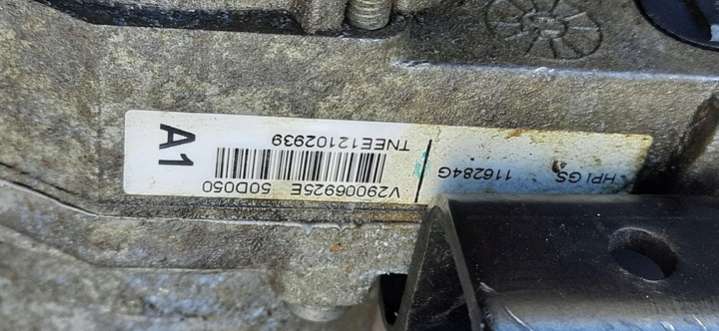 HPI GS
116284G
V29006925E 50D050
TNEE12102939
A1